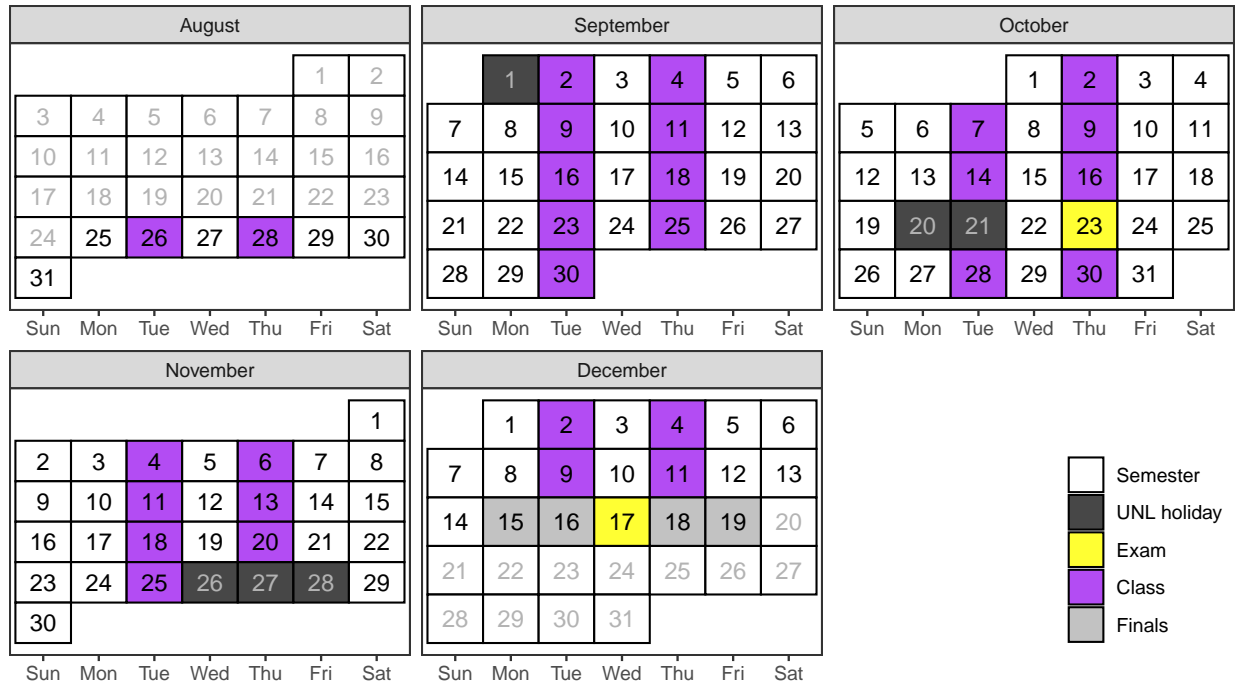 August
1 2
3 4 5 6 7 8 9
10 11 12 13 14 15 16
17 18 19 20 21 22 23
24 25 26 27 28 29 30
31
Sun Mon Tue Wed Thu Fri Sat
September
1 2 3 4 5 6
7 8 9 10 11 12 13
14 15 16 17 18 19 20
21 22 23 24 25 26 27
28 29 30
Sun Mon Tue Wed Thu Fri Sat
October
1 2 3 4
5 6 7 8 9 10 11
12 13 14 15 16 17 18
19 20 21 22 23 24 25
26 27 28 29 30 31
Sun Mon Tue Wed Thu Fri Sat
November
1
2 3 4 5 6 7 8
9 10 11 12 13 14 15
16 17 18 19 20 21 22
23 24 25 26 27 28 29
30
Sun Mon Tue Wed Thu Fri Sat
December
1 2 3 4 5 6
7 8 9 10 11 12 13
14 15 16 17 18 19 20
21 22 23 24 25 26 27
28 29 30 31
Sun Mon Tue Wed Thu Fri Sat
Semester
UNL holiday
Exam
Class
Finals